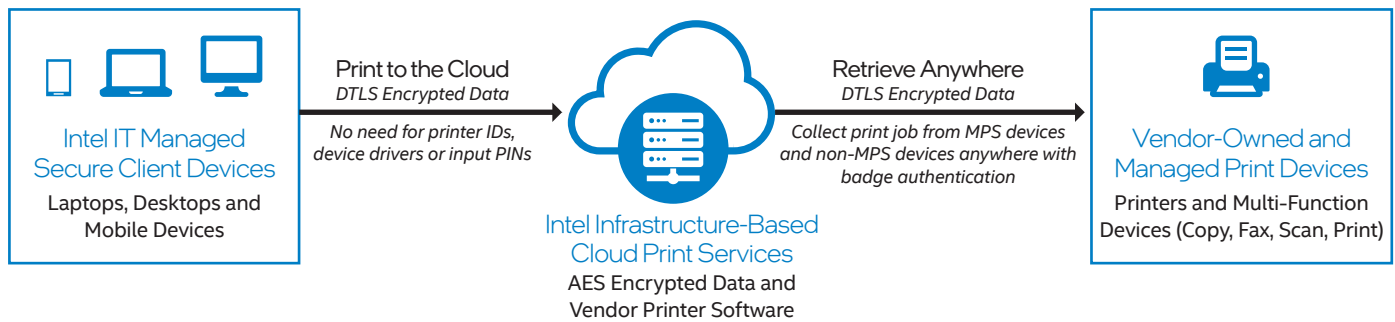 Intel IT Managed
Secure Client Devices
Laptops, Desktops and
Mobile Devices
Print to the Cloud
DTLS Encrypted Data
No need for printer IDs,
device drivers or input PINs
Intel Infrastructure-Based
Cloud Print Services
AES Encrypted Data and
Vendor Printer Software
Retrieve Anywhere
DTLS Encrypted Data
Collect print job from MPS devices
and non-MPS devices anywhere with
badge authentication
Vendor-Owned and
Managed Print Devices
Printers and Multi-Function
Devices (Copy, Fax, Scan, Print)